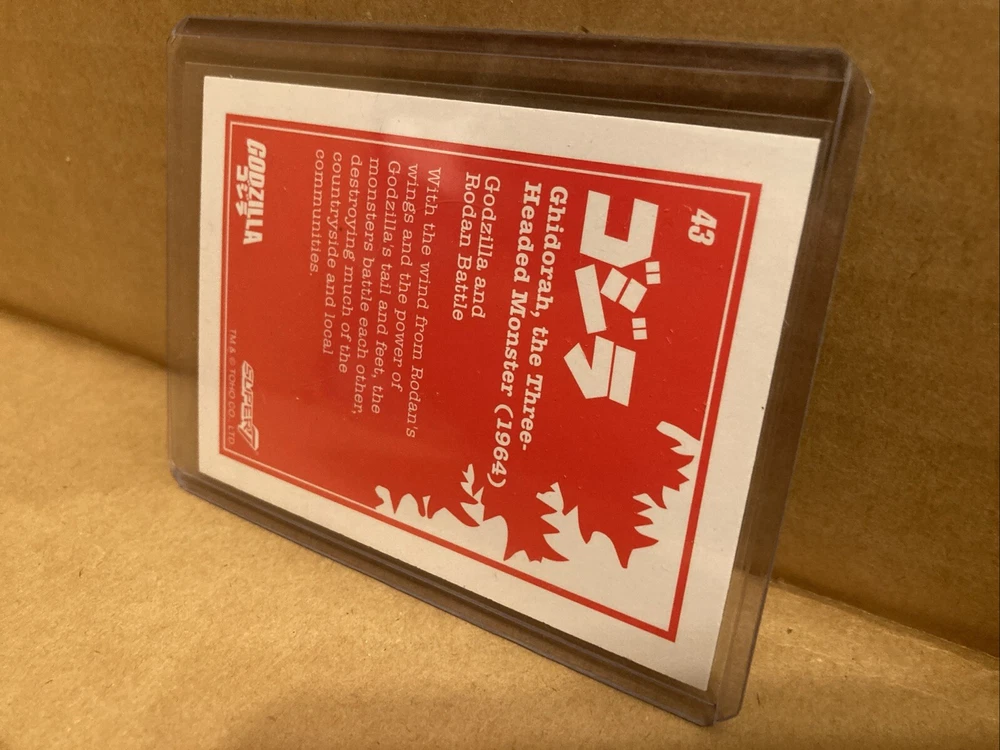 43
ゴジラ
Ghidorah, the Three-
Headed Monster (1964)
Godzilla and
Rodan Battle
With the wind from Rodan's
wings and the power of
Godzilla's tail and feet, the
monsters battle each other,
destroying much of the
countryside and local
communities.
GODZILLA
ゴジラ
SUPER7
TM & © TOHO CO., LTD.